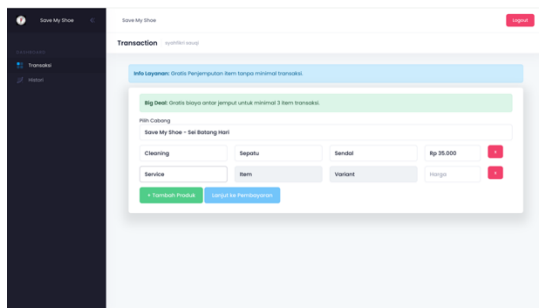 Save My Shoe
Save My Shoe
Logout
Transaction
DASHBOARD
Transaksi
Histori
Info Layanan: Gratis Penjemputan item tanpa minimal transaksi.
Big Deal: Gratis biaya antar jemput untuk minimal 3 item transaksi.
Pilih Cabang
Save My Shoe - Sei Batang Hari
Cleaning Sepatu Sendal Rp 35.000 x
Service Item Variant Harga x
+ Tambah Produk Lanjut ke Pembayaran